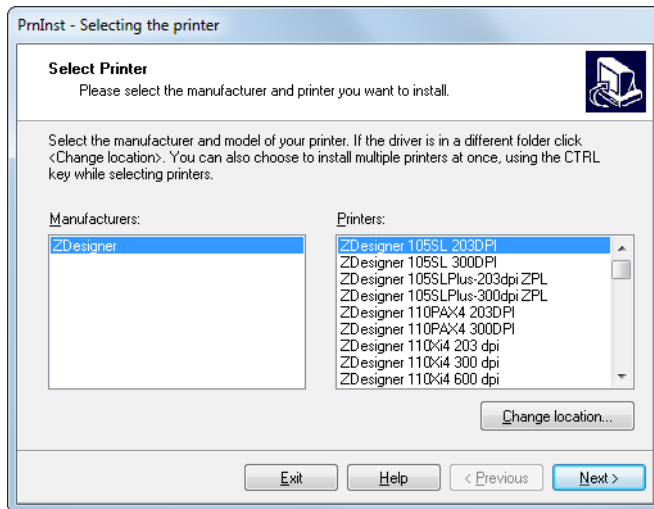 PrnInst - Selecting the printer
Select Printer
Please select the manufacturer and printer you want to install.
Select the manufacturer and model of your printer. If the driver is in a different folder click
<Change location>. You can also choose to install multiple printers at once, using the CTRL
key while selecting printers.
Manufacturers:
ZDesigner
Printers:
ZDesigner 105SL 203DPI
ZDesigner 105SL 300DPI
ZDesigner 105SLPlus-203dpi ZPL
ZDesigner 105SLPlus-300dpi ZPL
ZDesigner 110PAX4 203DPI
ZDesigner 110PAX4 300DPI
ZDesigner 110Xi4 203 dpi
ZDesigner 110Xi4 300 dpi
ZDesigner 110Xi4 600 dpi
Change location...
Exit
Help
< Previous
Next >